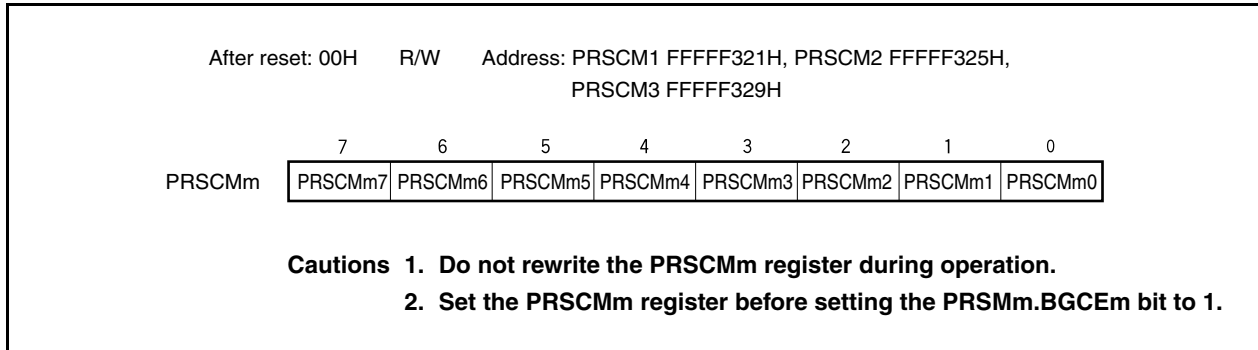 After reset: 00H R/W Address: PRSCM1 FFFFF321H, PRSCM2 FFFFF325H,
PRSCM3 FFFFF329H
7 6 5 4 3 2 1 0
PRSCMm PRSCMm7 PRSCMm6 PRSCMm5 PRSCMm4 PRSCMm3 PRSCMm2 PRSCMm1 PRSCMm0
Cautions 1. Do not rewrite the PRSCMm register during operation.
2. Set the PRSCMm register before setting the PRSMm.BGCEm bit to 1.